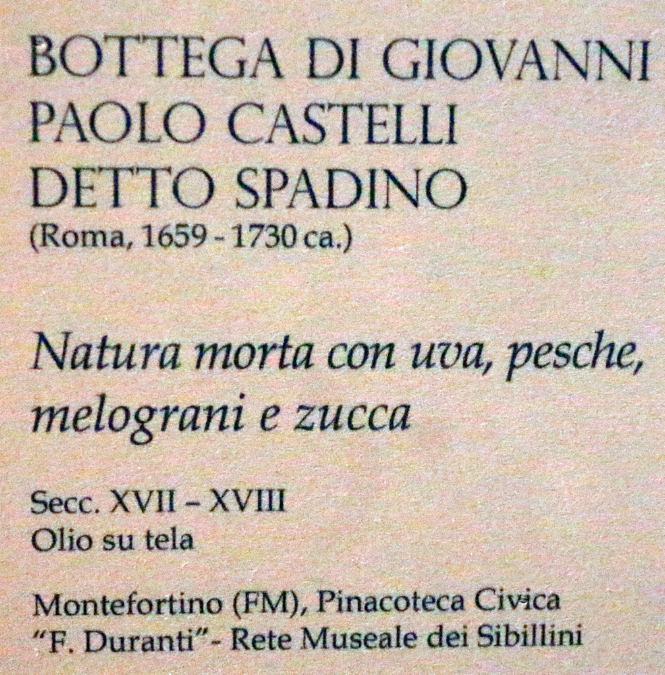 BOTTEGA DI GIOVANNI
PAOLO CASTELLI
DETTO SPADINO
(Roma, 1659 - 1730 ca.)
Natura morta con uva, pesche,
melograni e zucca
Secc. XVII – XVIII
Olio su tela
Montefortino (FM), Pinacoteca Civica
“F. Duranti”- Rete Museale dei Sibillini